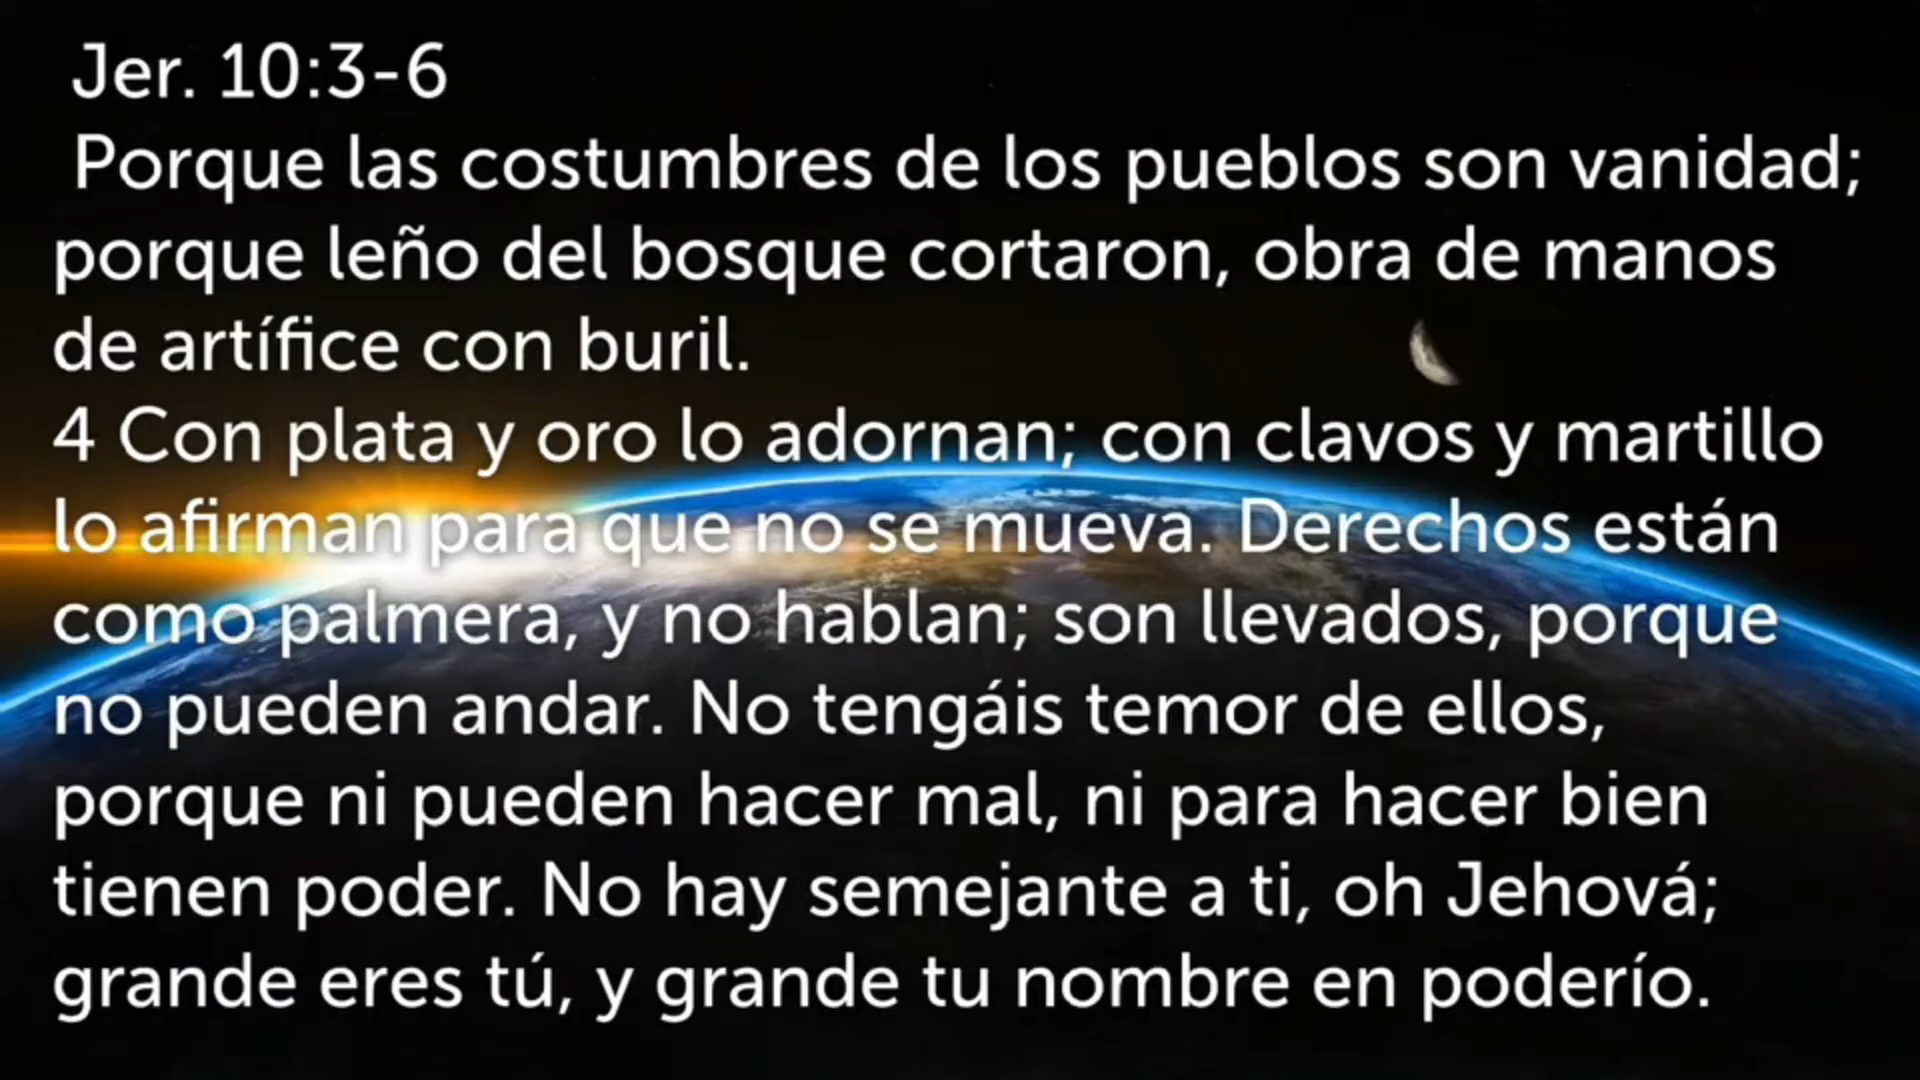 Jer. 10:3-6
Porque las costumbres de los pueblos son vanidad;
porque leño del bosque cortaron, obra de manos
de artífice con buril.
4 Con plata y oro lo adornan; con clavos y martillo
lo afirman para que no se mueva. Derechos están
como palmera, y no hablan; son llevados, porque
no pueden andar. No tengáis temor de ellos,
porque ni pueden hacer mal, ni para hacer bien
tienen poder. No hay semejante a ti, oh Jehová;
grande eres tú, y grande tu nombre en poderío.